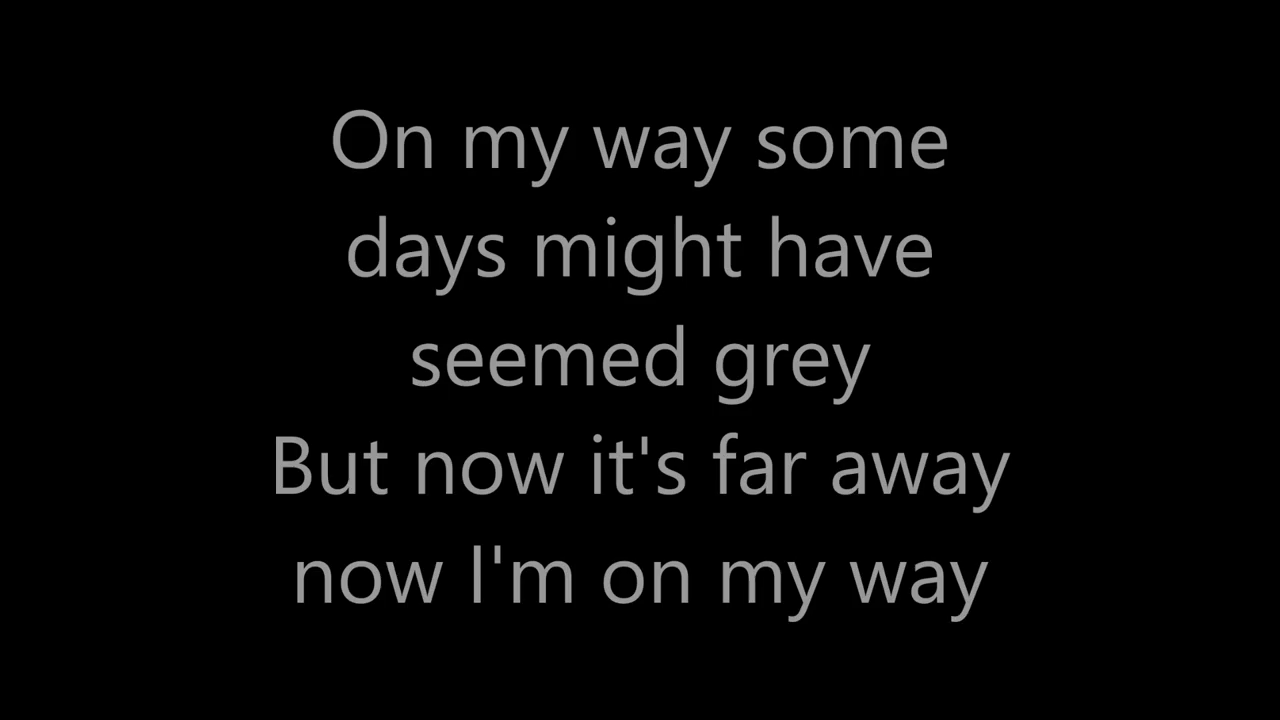 On my way some
days might have
seemed grey
But now it's far away
now I'm on my way